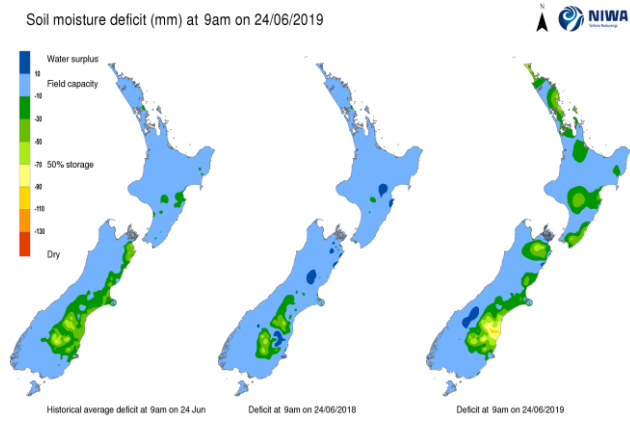 Soil moisture deficit (mm) at 9am on 24/06/2019
NIWA
Taihoro Nukurangi
Water surplus
10
Field capacity
-10
-30
-50
50% storage
-70
-90
-110
-130
Dry
Historical average deficit at 9am on 24 Jun
Deficit at 9am on 24/06/2018
Deficit at 9am on 24/06/2019